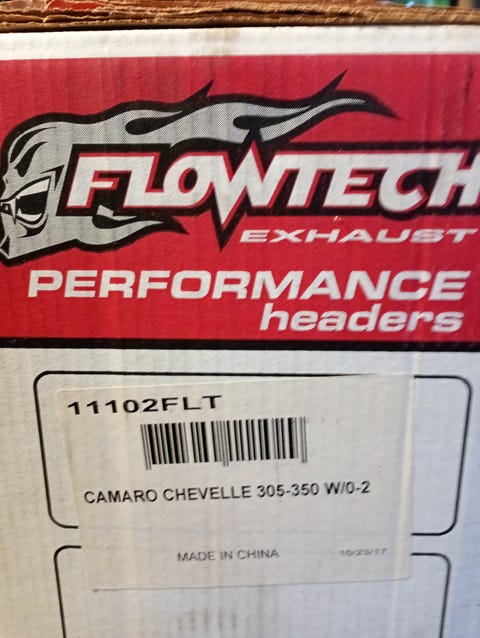 FLOWTECH
EXHAUST
PERFORMANCE
headers
11102FLT
CAMARO CHEVELLE 305-350 W/0-2
MADE IN CHINA 10/23/17